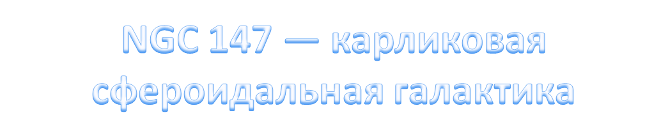 NGC 147 — карликовая
сфероидальная галактика